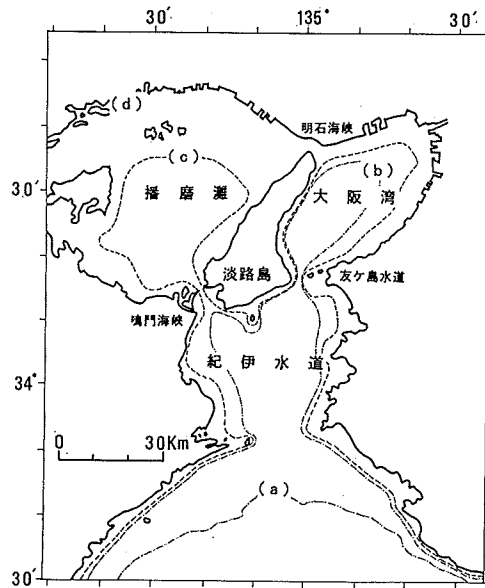 30′ 135° 30′
(d)
明石海峡
(c)
(b)
30′
播磨灘
大阪湾
淡路島
友ケ島水道
鳴門海峡
紀伊水道
34°
0 30Km
(a)
30′